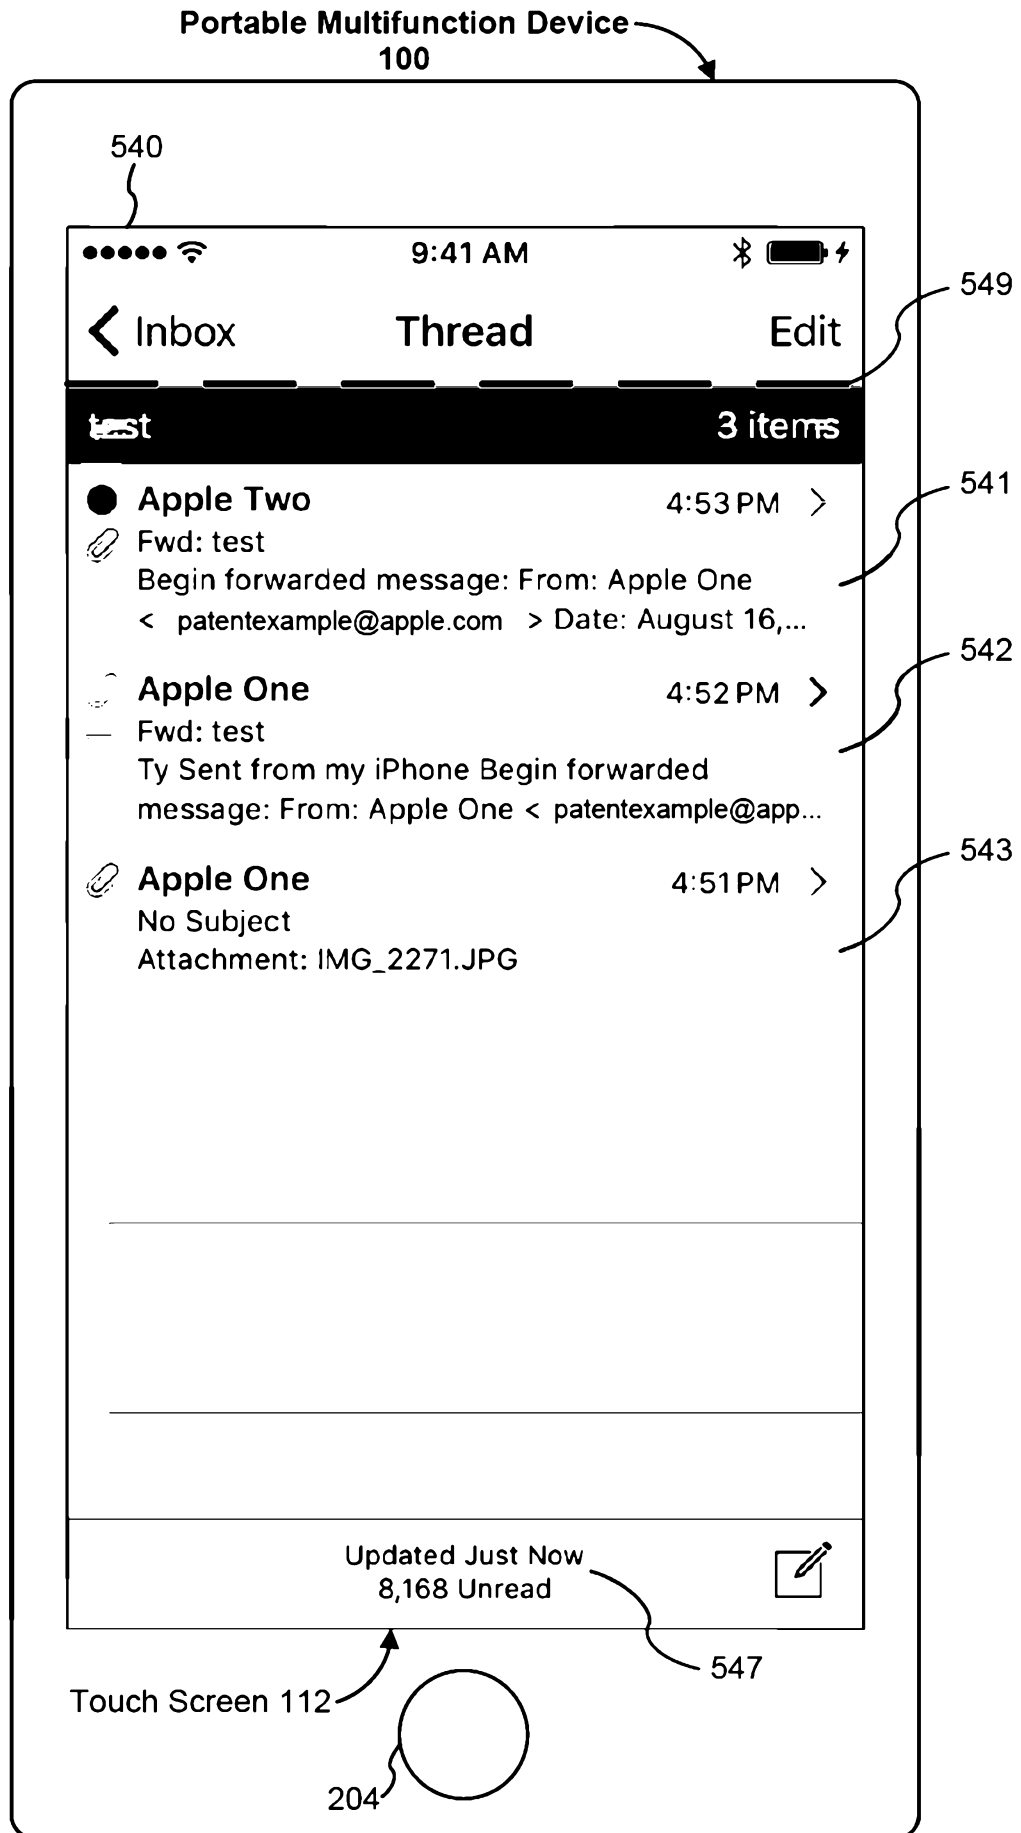 Portable Multifunction Device
100
540
9:41 AM
549
Inbox Thread Edit
test 3 items
541
Apple Two 4:53 PM
Fwd: test
Begin forwarded message: From: Apple One
< patentexample@apple.com > Date: August 16,...
542
Apple One 4:52 PM
Fwd: test
Ty Sent from my iPhone Begin forwarded
message: From: Apple One < patentexample@app...
543
Apple One 4:51 PM
No Subject
Attachment: IMG_2271.JPG
Updated Just Now
8,168 Unread
547
Touch Screen 112
204